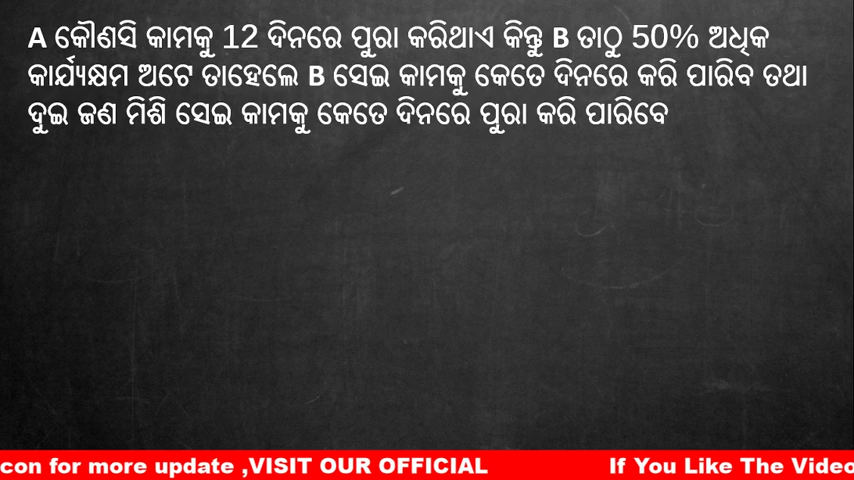 A କୌଣସି କାମକୁ 12 ଦିନରେ ପୁରା କରିଥାଏ କିନ୍ତୁ B ତାଠୁ 50% ଅଧିକ
କାର୍ଯ୍ୟକ୍ଷମ ଅଟେ ତାହେଲେ B ସେଇ କାମକୁ କେତେ ଦିନରେ କରି ପାରିବ ତଥା
ଦୁଇ ଜଣ ମିଶି ସେଇ କାମକୁ କେତେ ଦିନରେ ପୁରା କରି ପାରିବେ
con for more update ,VISIT OUR OFFICIAL If You Like The Video